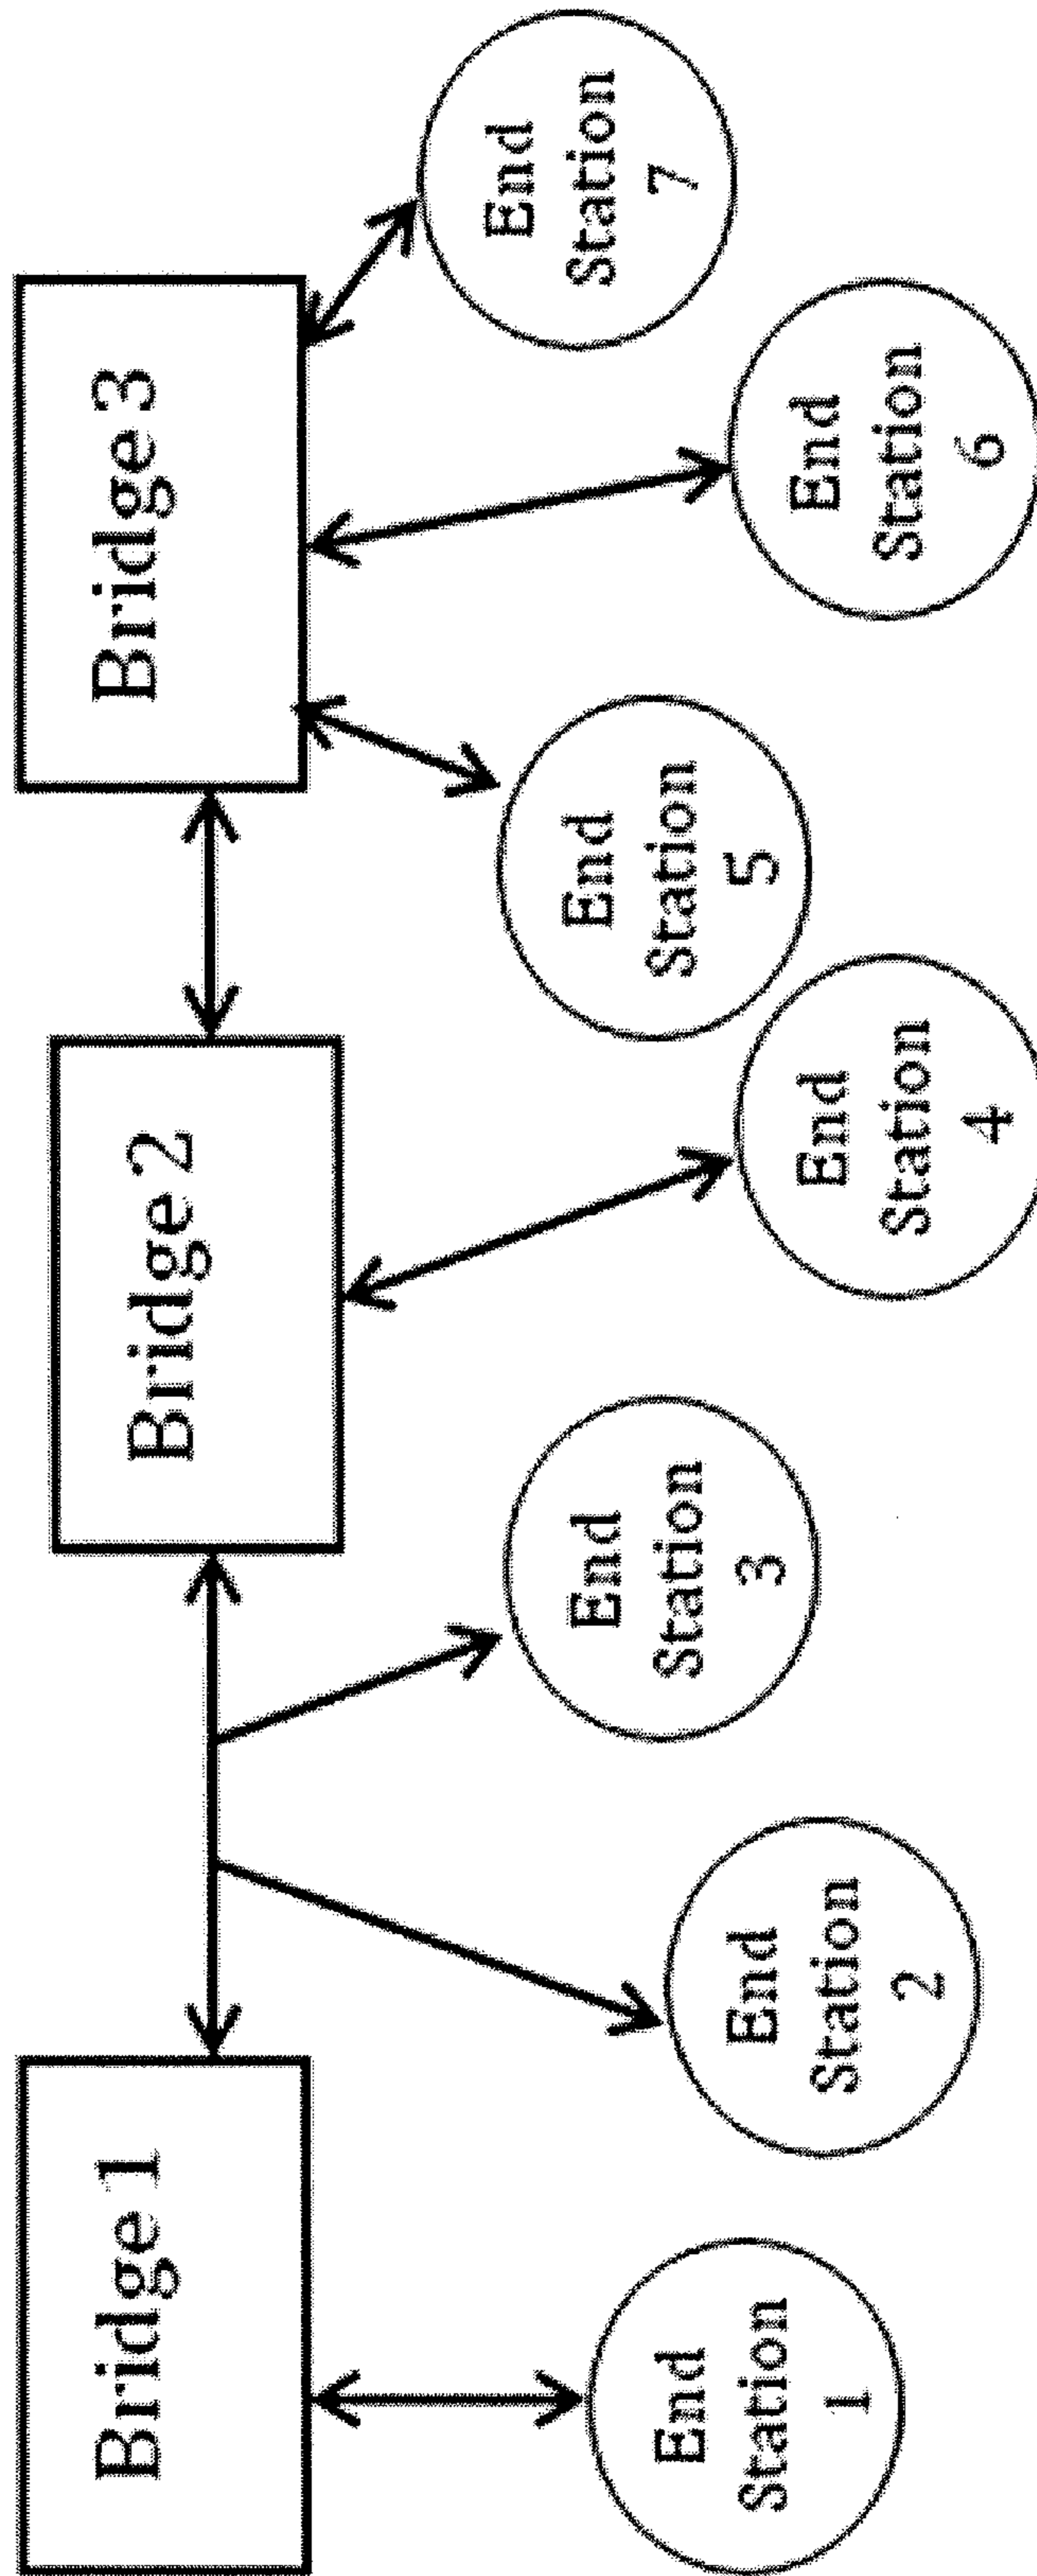 Bridge 1
Bridge 2
Bridge 3
End
Station
1
End
Station
2
End
Station
3
End
Station
4
End
Station
5
End
Station
6
End
Station
7